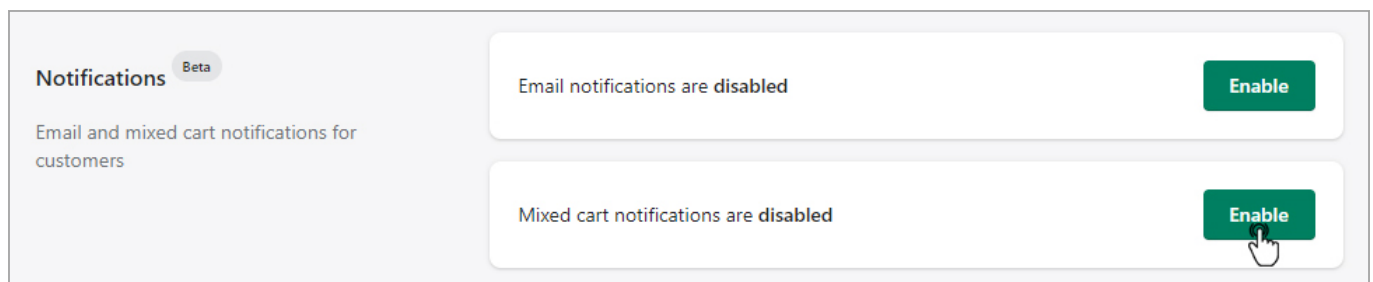 Notifications Beta
Email and mixed cart notifications for
customers
Email notifications are disabled
Enable
Mixed cart notifications are disabled
Enable